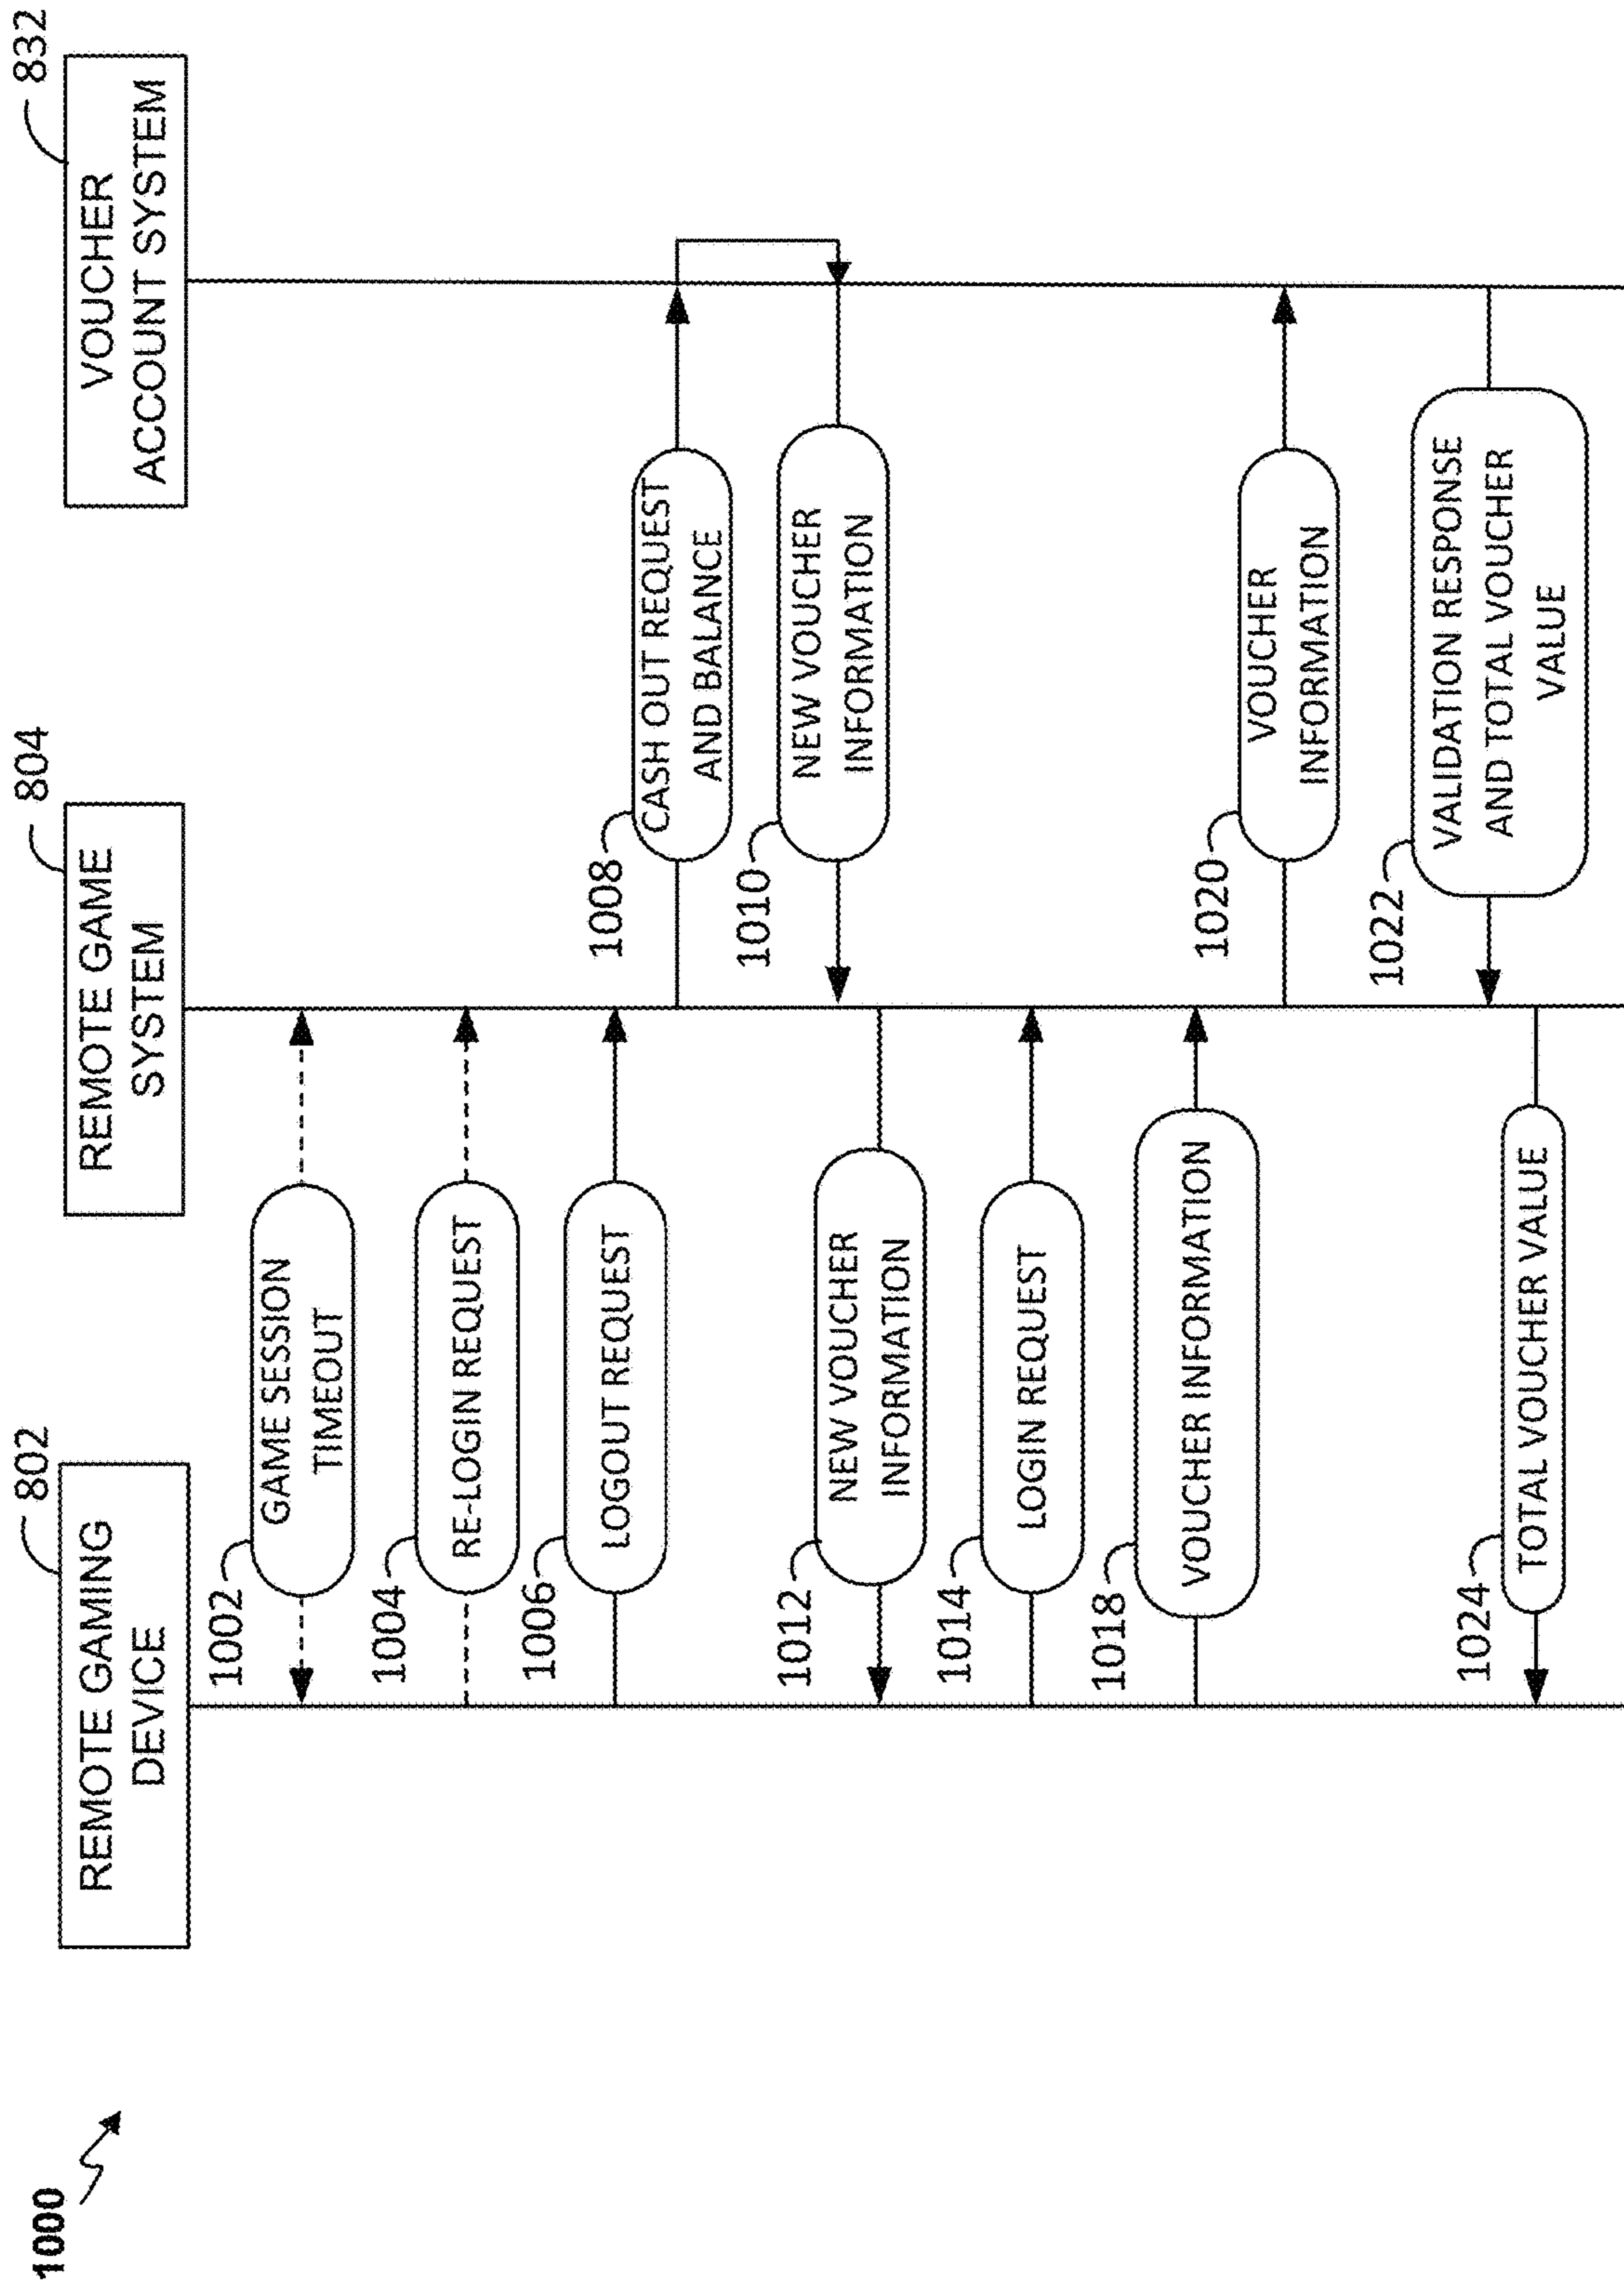 1000
802
REMOTE GAMING
DEVICE
804
REMOTE GAME
SYSTEM
832
VOUCHER
ACCOUNT SYSTEM
1002
GAME SESSION
TIMEOUT
1004
RE-LOGIN REQUEST
1006
LOGOUT REQUEST
1008
CASH OUT REQUEST
AND BALANCE
1010
NEW VOUCHER
INFORMATION
1012
NEW VOUCHER
INFORMATION
1014
LOGIN REQUEST
1018
VOUCHER INFORMATION
1020
VOUCHER
INFORMATION
1022
VALIDATION RESPONSE
AND TOTAL VOUCHER
VALUE
1024
TOTAL VOUCHER VALUE